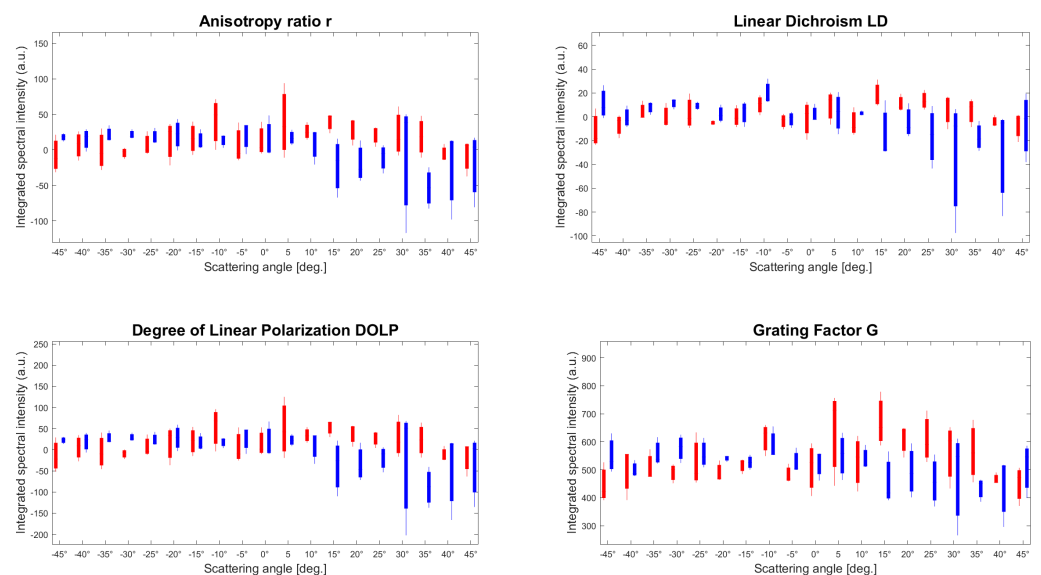 Anisotropy ratio r
Integrated spectral intensity (a.u.)
150
100
50
0
-50
-100
-45° -40° -35° -30° -25° -20° -15° -10° -5° 0° 5 10° 15° 20° 25° 30° 35° 40° 45°
Scattering angle [deg.]
Linear Dichroism LD
Integrated spectral intensity (a.u.)
60
40
20
0
-20
-40
-60
-80
-100
-45° -40° -35° -30° -25° -20° -15° -10° -5° 0° 5 10° 15° 20° 25° 30° 35° 40° 45°
Scattering angle [deg.]
Degree of Linear Polarization DOLP
Integrated spectral intensity (a.u.)
250
200
150
100
50
0
-50
-100
-150
-200
-45° -40° -35° -30° -25° -20° -15° -10° -5° 0° 5 10° 15° 20° 25° 30° 35° 40° 45°
Scattering angle [deg.]
Grating Factor G
Integrated spectral intensity (a.u.)
900
800
700
600
500
400
300
-45° -40° -35° -30° -25° -20° -15° -10° -5° 0° 5 10° 15° 20° 25° 30° 35° 40° 45°
Scattering angle [deg.]